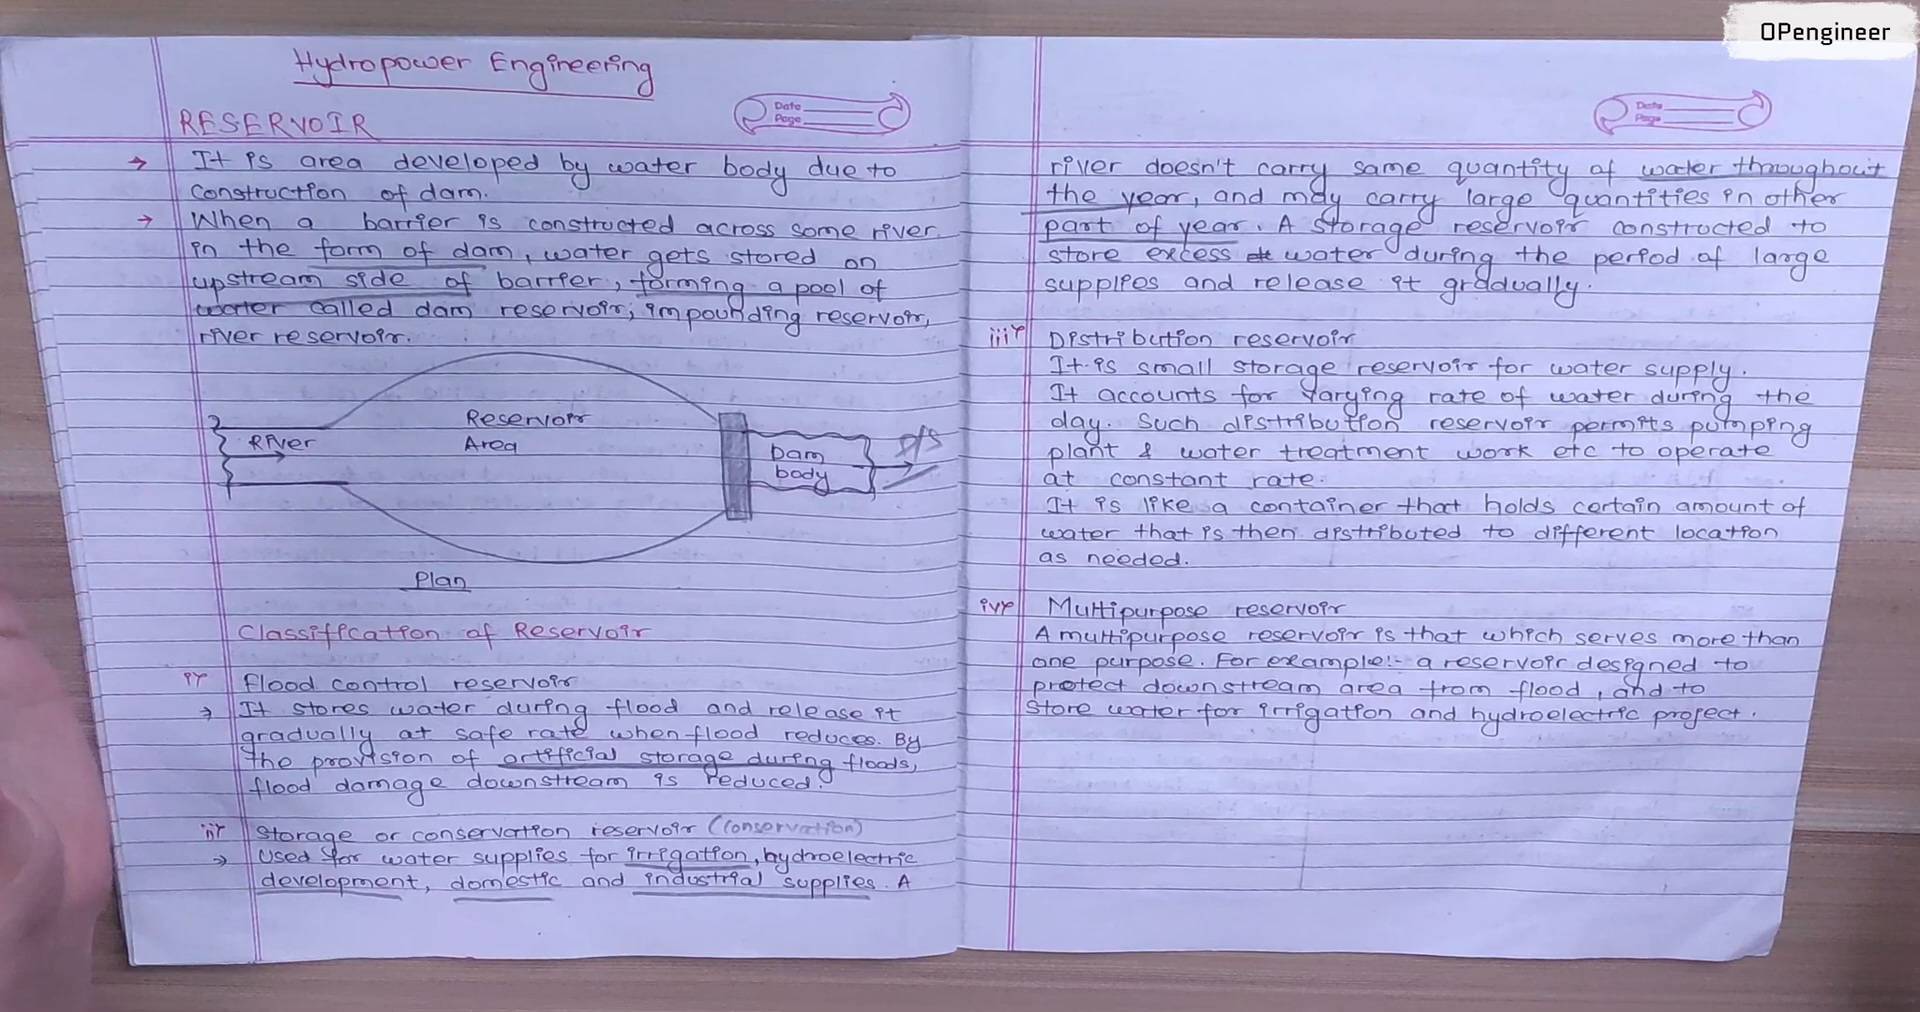 OPengineer
Hydropower Engineering
Date
Page
RESERVOIR
→ It is area developed by water body due to
construction of dam.
→ When a barrier is constructed across some river
in the form of dam, water gets stored on
upstream side of barrier, forming a pool of
water called dam reservoir, impounding reservoir,
river reservoir.
Reservoir
Area
River
Dam
body
D/S
Plan
Classification of Reservoir
i) Flood control reservoir
→ It stores water during flood and release it
gradually at safe rate when flood reduces. By
the provision of artificial storage during floods,
flood damage downstream is reduced.
ii) Storage or conservation reservoir (conservation)
→ Used for water supplies for irrigation, hydroelectric
development, domestic and industrial supplies. A
Date
Page
river doesn't carry same quantity of water throughout
the year, and may carry large quantities in other
part of year. A storage reservoir constructed to
store excess water during the period of large
supplies and release it gradually.
iii) Distribution reservoir
It is small storage reservoir for water supply.
It accounts for varying rate of water during the
day. Such distribution reservoir permits pumping
plant & water treatment work etc to operate
at constant rate.
It is like a container that holds certain amount of
water that is then distributed to different location
as needed.
iv) Multipurpose reservoir
A multipurpose reservoir is that which serves more than
one purpose. For example:- a reservoir designed to
protect downstream area from flood, and to
store water for irrigation and hydroelectric project.